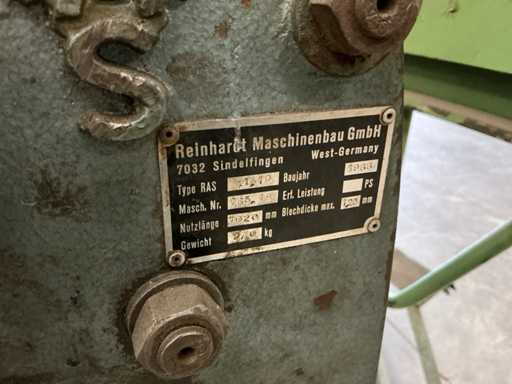 S
Reinhardt Maschinenbau GmbH
7032 Sindelfingen West-Germany
Type RAS Baujahr
Masch. Nr. Erf. Leistung PS
Nutzlänge mm Blechdicke max. mm
Gewicht kg